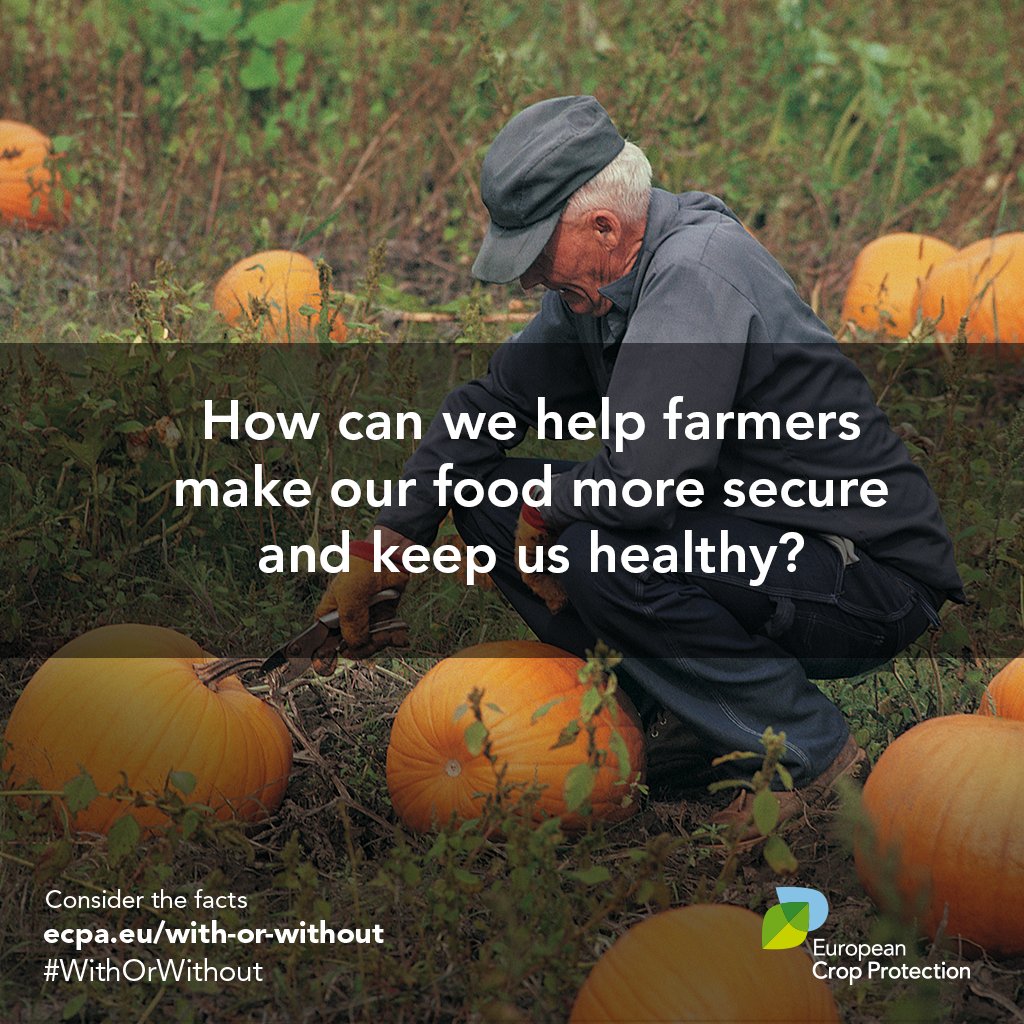 How can we help farmers
make our food more secure
and keep us healthy?
Consider the facts
ecpa.eu/with-or-without
#WithOrWithout
European
Crop Protection